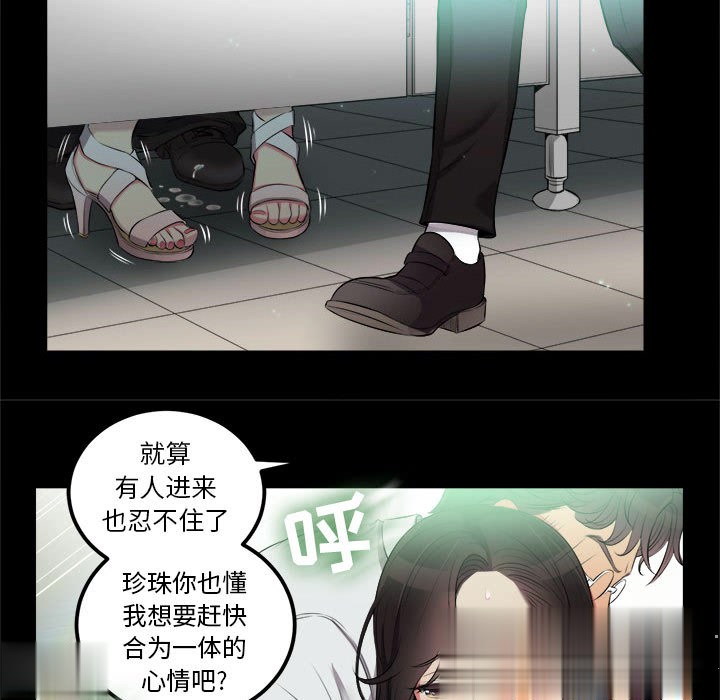 就算
有人进来
也忍不住了
珍珠你也懂
我想要赶快
合为一体的
心情吧?
呼